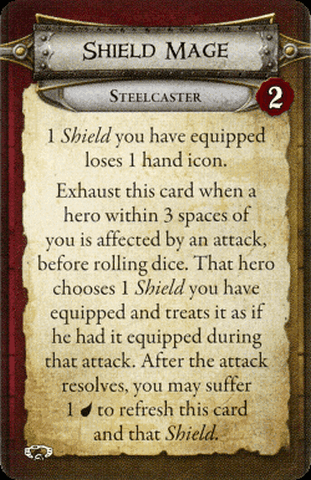 Shield Mage
Steelcaster
2
1 Shield you have equipped
loses 1 hand icon.
Exhaust this card when a
hero within 3 spaces of
you is affected by an attack,
before rolling dice. That hero
chooses 1 Shield you have
equipped and treats it as if
he had it equipped during
that attack. After the attack
resolves, you may suffer
1 to refresh this card
and that Shield.